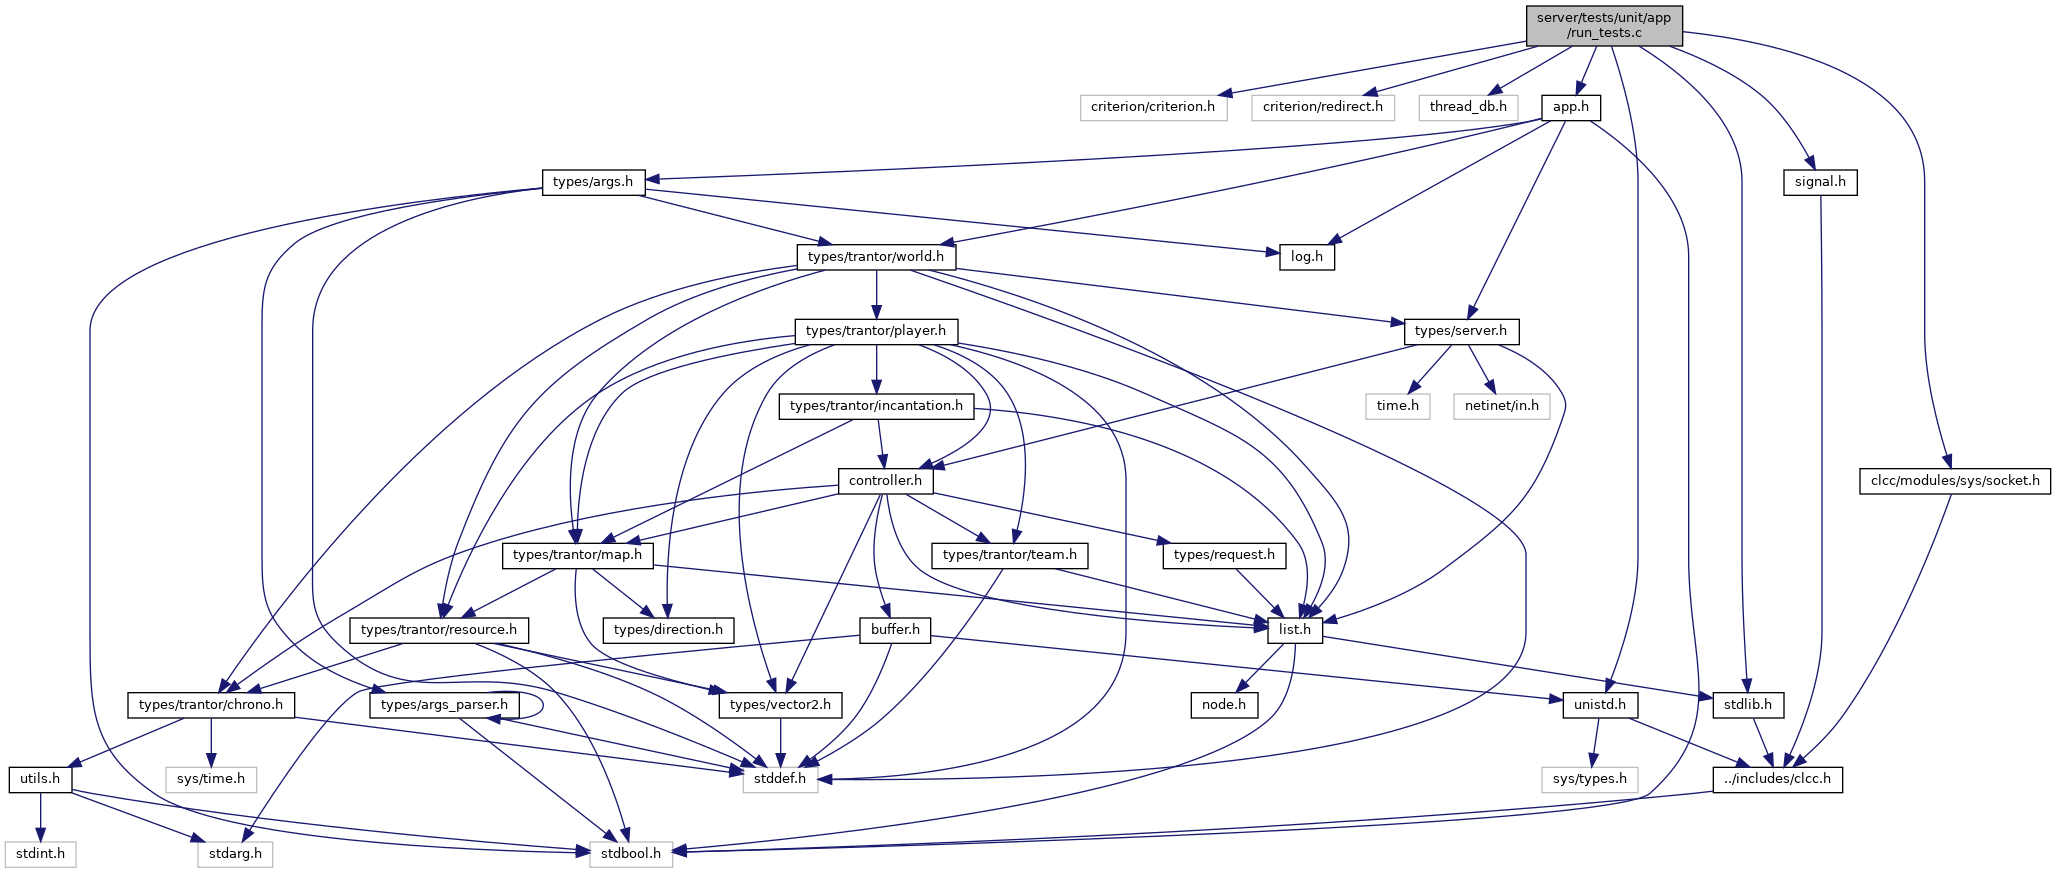 server/tests/unit/app
/run_tests.c
criterion/criterion.h
criterion/redirect.h
thread_db.h
app.h
types/args.h
signal.h
types/trantor/world.h
log.h
types/trantor/player.h
types/server.h
types/trantor/incantation.h
time.h
netinet/in.h
controller.h
clcc/modules/sys/socket.h
types/trantor/map.h
types/trantor/team.h
types/request.h
types/trantor/resource.h
types/direction.h
buffer.h
list.h
types/trantor/chrono.h
types/args_parser.h
types/vector2.h
node.h
unistd.h
stdlib.h
utils.h
sys/time.h
stddef.h
sys/types.h
../includes/clcc.h
stdint.h
stdarg.h
stdbool.h